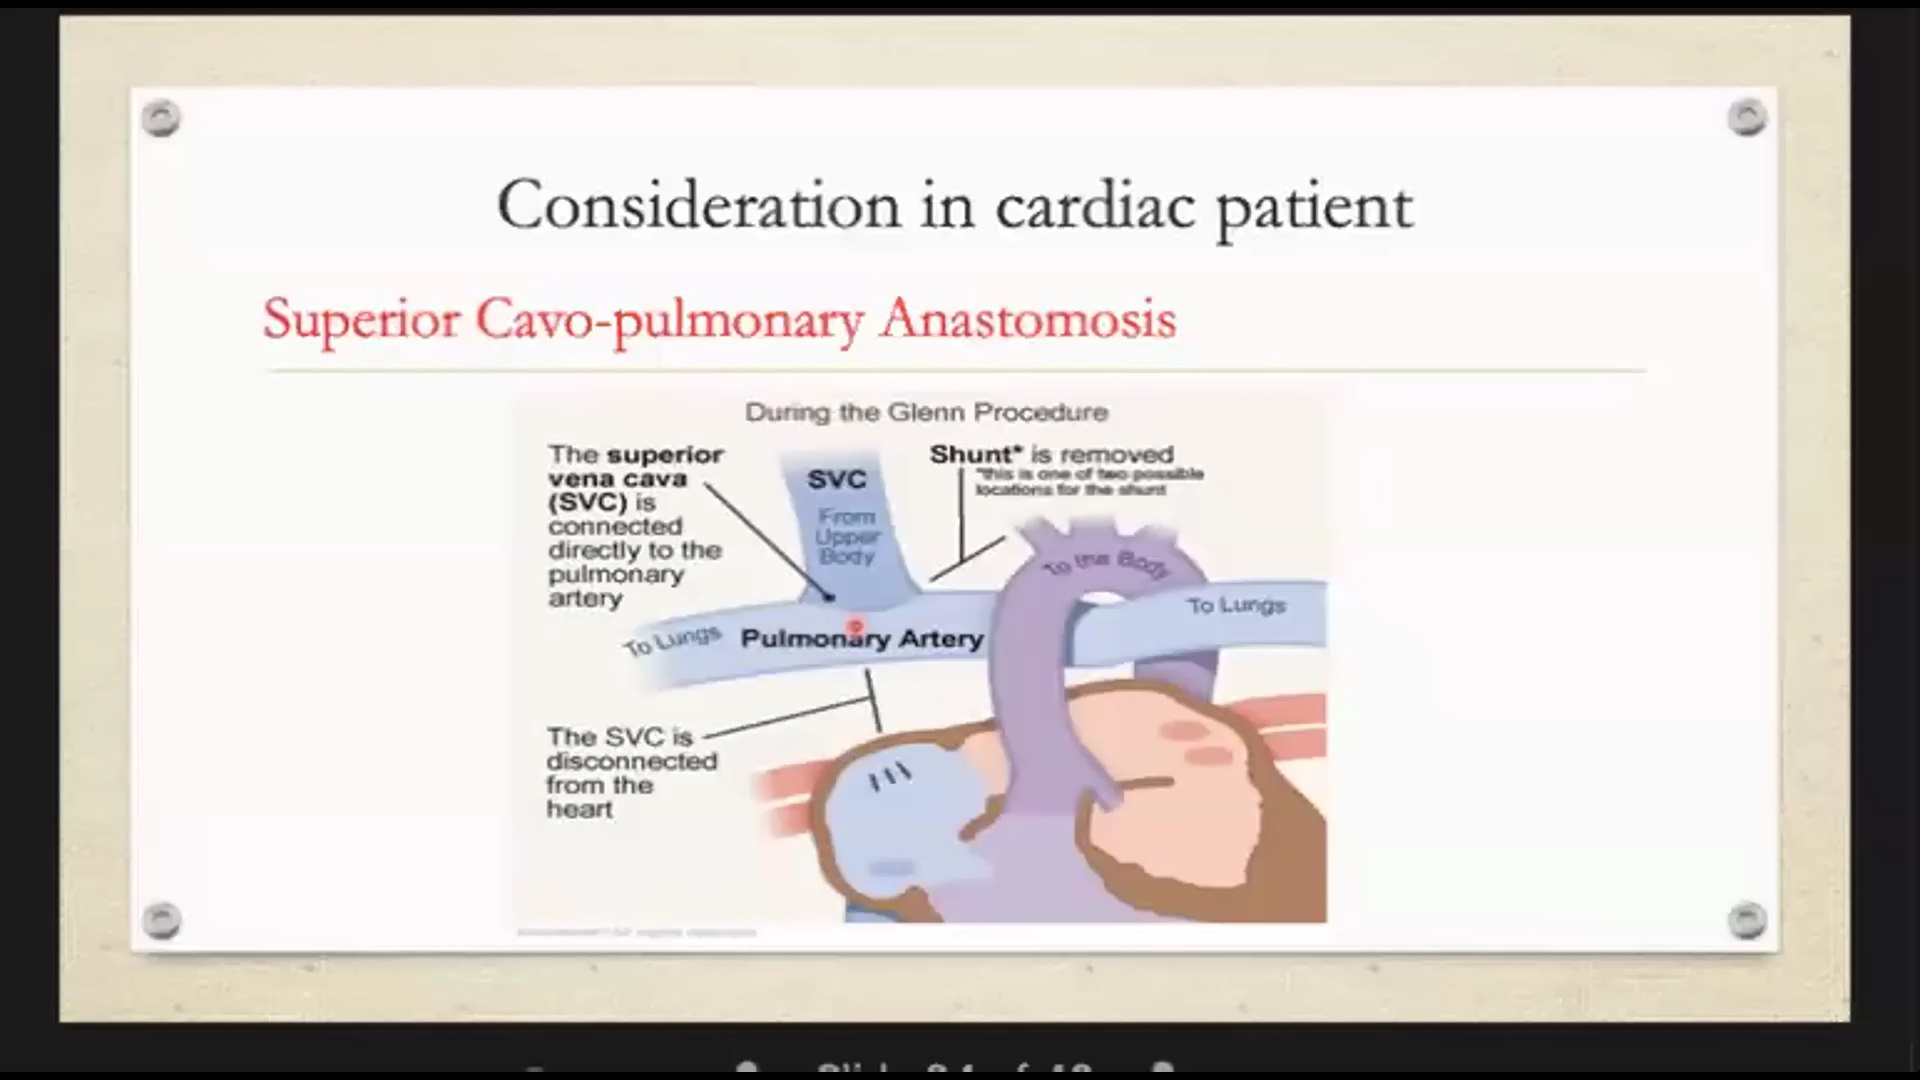 Consideration in cardiac patient
Superior Cavo-pulmonary Anastomosis
During the Glenn Procedure
The superior
vena cava
(SVC) is
connected
directly to the
pulmonary
artery
SVC
From
Upper
Body
Shunt* is removed
*this is one of two possible
locations for the shunt
To the Body
To Lungs
To Lungs
Pulmonary Artery
The SVC is
disconnected
from the
heart